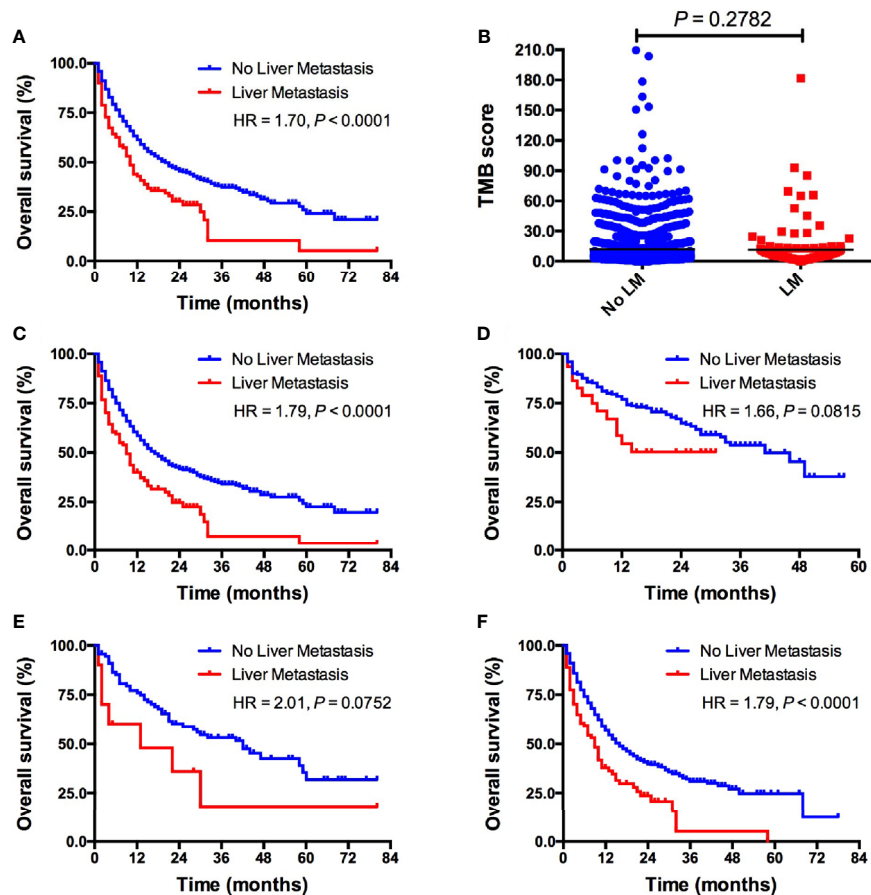 A
Overall survival (%)
100.0
75.0
50.0
25.0
0.0
No Liver Metastasis
Liver Metastasis
HR = 1.70, P < 0.0001
0 12 24 36 48 60 72 84
Time (months)
B
P = 0.2782
TMB score
210.0
180.0
150.0
120.0
90.0
60.0
30.0
0.0
No LM
LM
C
Overall survival (%)
100.0
75.0
50.0
25.0
0.0
No Liver Metastasis
Liver Metastasis
HR = 1.79, P < 0.0001
0 12 24 36 48 60 72 84
Time (months)
D
Overall survival (%)
100.0
75.0
50.0
25.0
0.0
No Liver Metastasis
Liver Metastasis
HR = 1.66, P = 0.0815
0 12 24 36 48 60
Time (months)
E
Overall survival (%)
100.0
75.0
50.0
25.0
0.0
No Liver Metastasis
Liver Metastasis
HR = 2.01, P = 0.0752
0 12 24 36 48 60 72 84
Time (months)
F
Overall survival (%)
100.0
75.0
50.0
25.0
0.0
No Liver Metastasis
Liver Metastasis
HR = 1.79, P < 0.0001
0 12 24 36 48 60 72 84
Time (months)